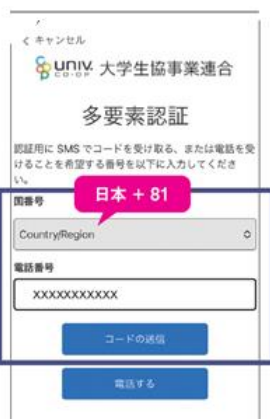 く キャンセル
univ CO-OP 大学生協事業連合
多要素認証
認証用に SMS でコードを受け取る、または電話を受
けることを希望する番号を以下に入力してくださ
い。
国番号
日本 + 81
Country/Region
電話番号
XXXXXXXXXXX
コードの送信
電話する